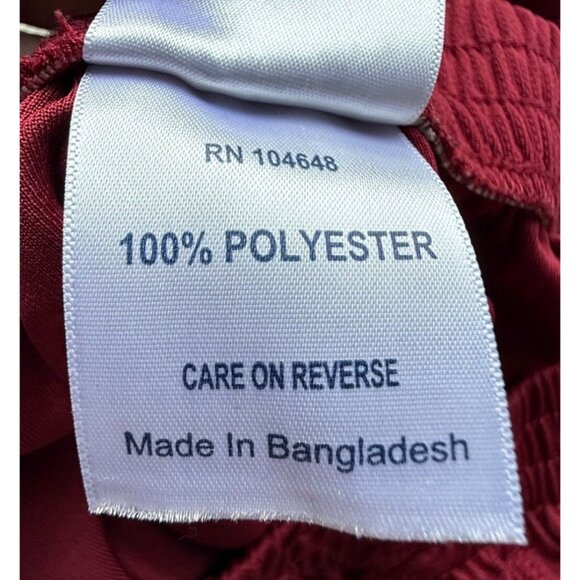 RN 104648
100% POLYESTER
CARE ON REVERSE
Made In Bangladesh